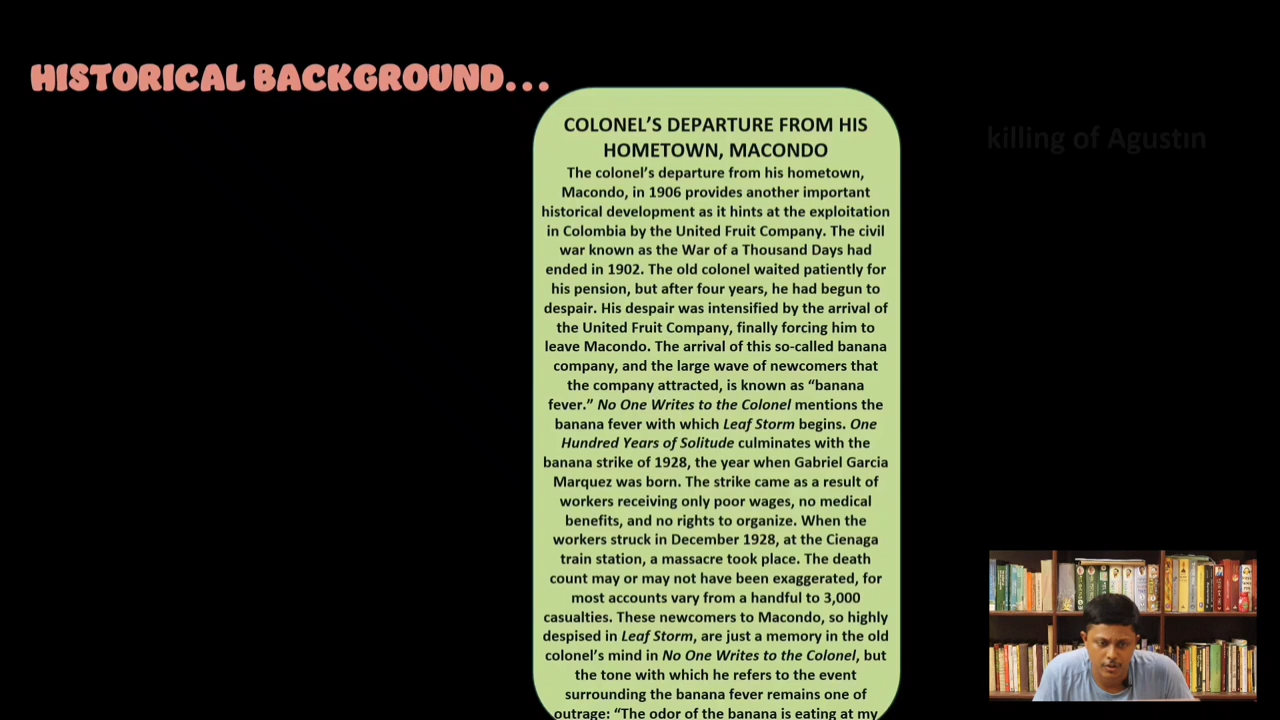 HISTORICAL BACKGROUND...
killing of Agustin
COLONEL'S DEPARTURE FROM HIS
HOMETOWN, MACONDO
The colonel's departure from his hometown,
Macondo, in 1906 provides another important
historical development as it hints at the exploitation
in Colombia by the United Fruit Company. The civil
war known as the War of a Thousand Days had
ended in 1902. The old colonel waited patiently for
his pension, but after four years, he had begun to
despair. His despair was intensified by the arrival of
the United Fruit Company, finally forcing him to
leave Macondo. The arrival of this so-called banana
company, and the large wave of newcomers that
the company attracted, is known as “banana
fever.” No One Writes to the Colonel mentions the
banana fever with which Leaf Storm begins. One
Hundred Years of Solitude culminates with the
banana strike of 1928, the year when Gabriel Garcia
Marquez was born. The strike came as a result of
workers receiving only poor wages, no medical
benefits, and no rights to organize. When the
workers struck in December 1928, at the Cienaga
train station, a massacre took place. The death
count may or may not have been exaggerated, for
most accounts vary from a handful to 3,000
casualties. These newcomers to Macondo, so highly
despised in Leaf Storm, are just a memory in the old
colonel's mind in No One Writes to the Colonel, but
the tone with which he refers to the event
surrounding the banana fever remains one of
outrage: “The odor of the banana is eating at my